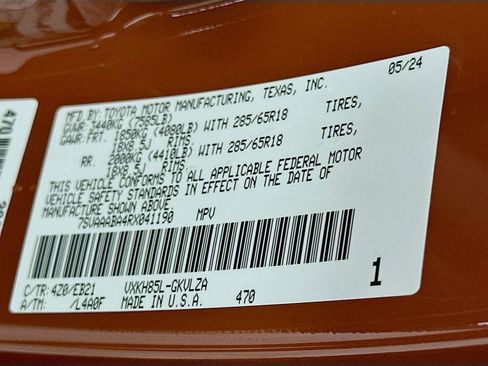 05/24
MFD. BY: TOYOTA MOTOR MANUFACTURING, TEXAS, INC.
GVWR 3440KG (7585LB)
GAWR: FRT. 1850KG (4080LB) WITH 285/65R18 TIRES,
18X8.5J RIMS.
RR. 2000KG (4410LB) WITH 285/65R18 TIRES,
18X8.5J RIMS.
THIS VEHICLE CONFORMS TO ALL APPLICABLE FEDERAL MOTOR
VEHICLE SAFETY STANDARDS IN EFFECT ON THE DATE OF
MANUFACTURE SHOWN ABOVE
7SVAAABA4RX041190 MPV
C/TR: 4Z0/EB21 VXKH85L-GKVLZA
A/TM: /L4A0F MADE IN U.S.A. 470
1
470